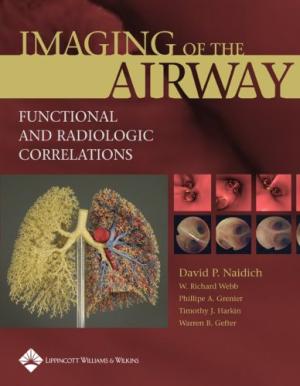 IMAGING OF THE
AIRWAY
FUNCTIONAL
AND RADIOLOGIC
CORRELATIONS
David P. Naidich
W. Richard Webb
Phillipe A. Grenier
Timothy J. Harkin
Warren B. Gefter
LIPPINCOTT WILLIAMS & WILKINS